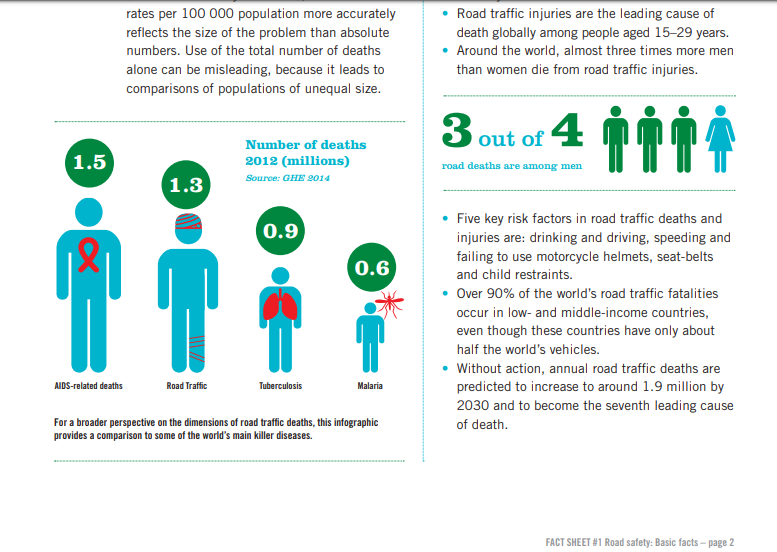 rates per 100 000 population more accurately
reflects the size of the problem than absolute
numbers. Use of the total number of deaths
alone can be misleading, because it leads to
comparisons of populations of unequal size.
Number of deaths
2012 (millions)
Source: GHE 2014
1.5
1.3
0.9
0.6
AIDS-related deaths
Road Traffic
Tuberculosis
Malaria
For a broader perspective on the dimensions of road traffic deaths, this infographic
provides a comparison to some of the world's main killer diseases.
• Road traffic injuries are the leading cause of
death globally among people aged 15–29 years.
• Around the world, almost three times more men
than women die from road traffic injuries.
3 out of 4
road deaths are among men
• Five key risk factors in road traffic deaths and
injuries are: drinking and driving, speeding and
failing to use motorcycle helmets, seat-belts
and child restraints.
• Over 90% of the world's road traffic fatalities
occur in low- and middle-income countries,
even though these countries have only about
half the world's vehicles.
• Without action, annual road traffic deaths are
predicted to increase to around 1.9 million by
2030 and to become the seventh leading cause
of death.
FACT SHEET #1 Road safety: Basic facts – page 2